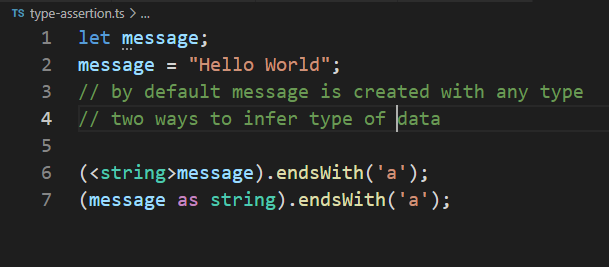 TS type-assertion.ts > ...
1 let message;
2 message = "Hello World";
3 // by default message is created with any type
4 // two ways to infer type of data
5
6 (<string>message).endsWith('a');
7 (message as string).endsWith('a');